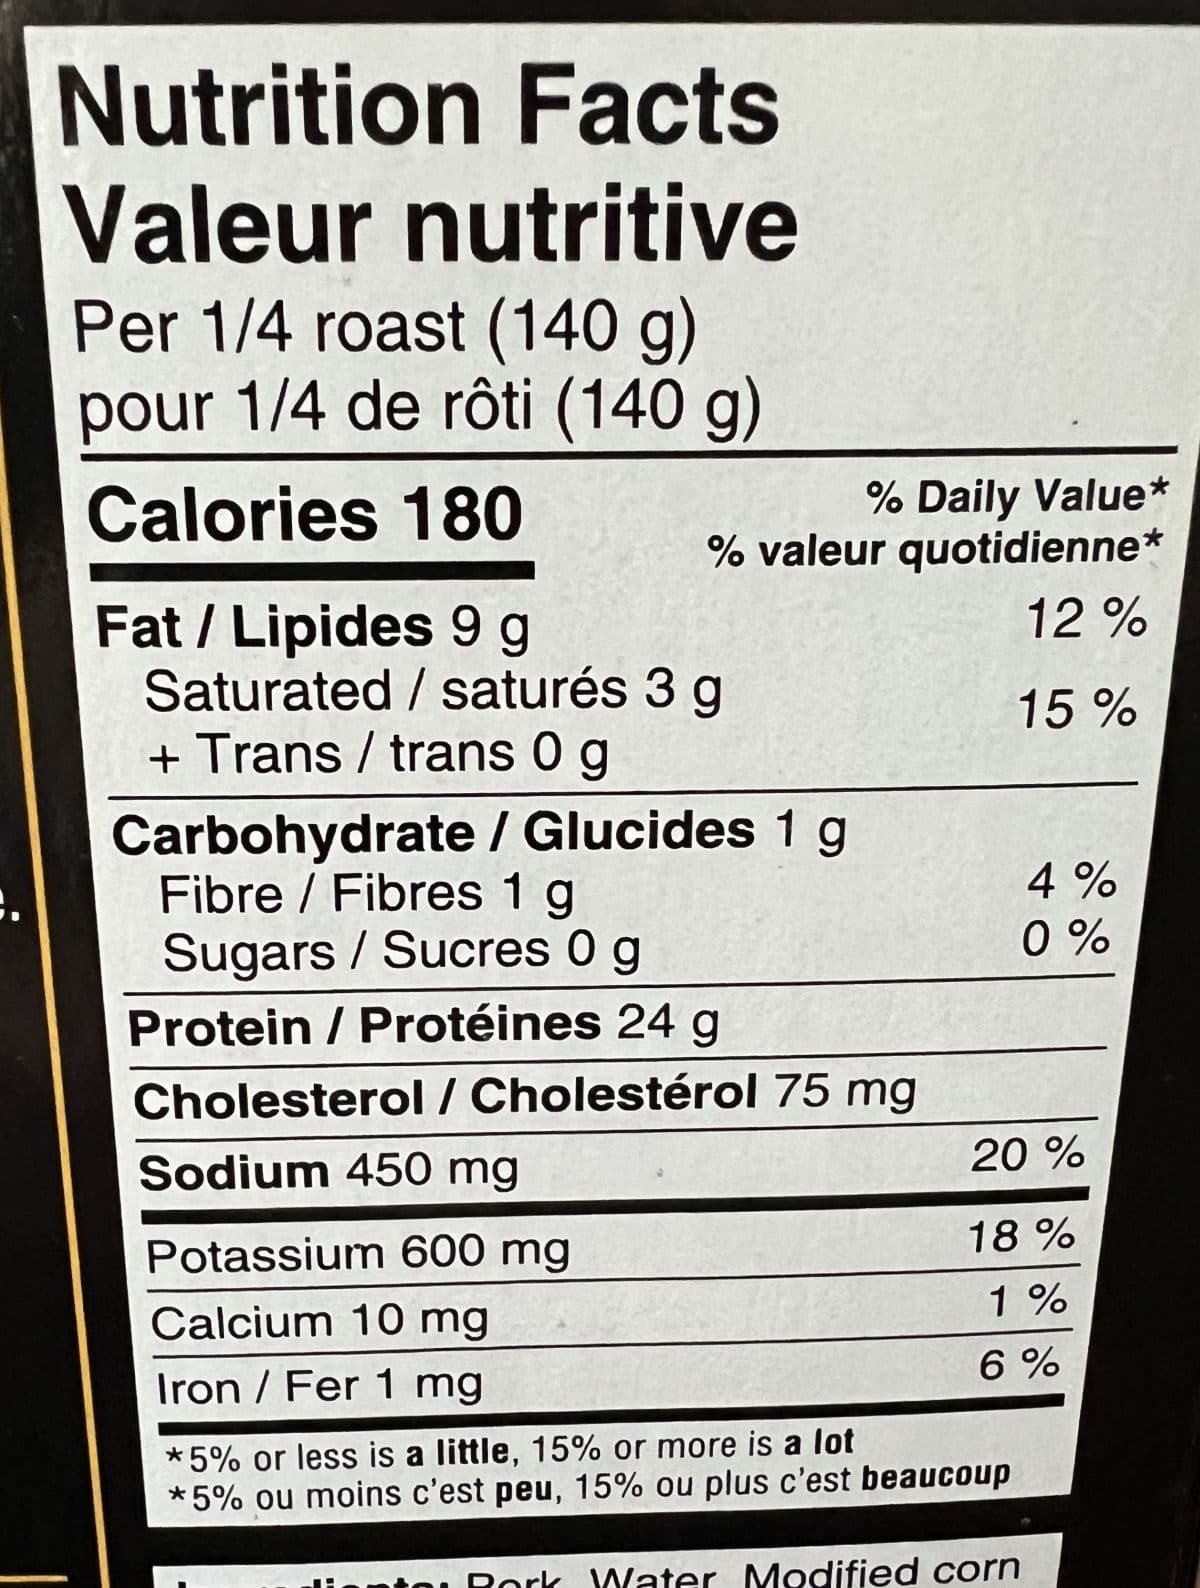 Nutrition Facts
Valeur nutritive
Per 1/4 roast (140 g)
pour 1/4 de rôti (140 g)
Calories 180
% Daily Value*
% valeur quotidienne*
Fat / Lipides 9 g 12 %
Saturated / saturés 3 g 15 %
+ Trans / trans 0 g
Carbohydrate / Glucides 1 g
Fibre / Fibres 1 g 4 %
Sugars / Sucres 0 g 0 %
Protein / Protéines 24 g
Cholesterol / Cholestérol 75 mg
Sodium 450 mg 20 %
Potassium 600 mg 18 %
Calcium 10 mg 1 %
Iron / Fer 1 mg 6 %
*5% or less is a little, 15% or more is a lot
*5% ou moins c'est peu, 15% ou plus c'est beaucoup
Pork, Water, Modified corn